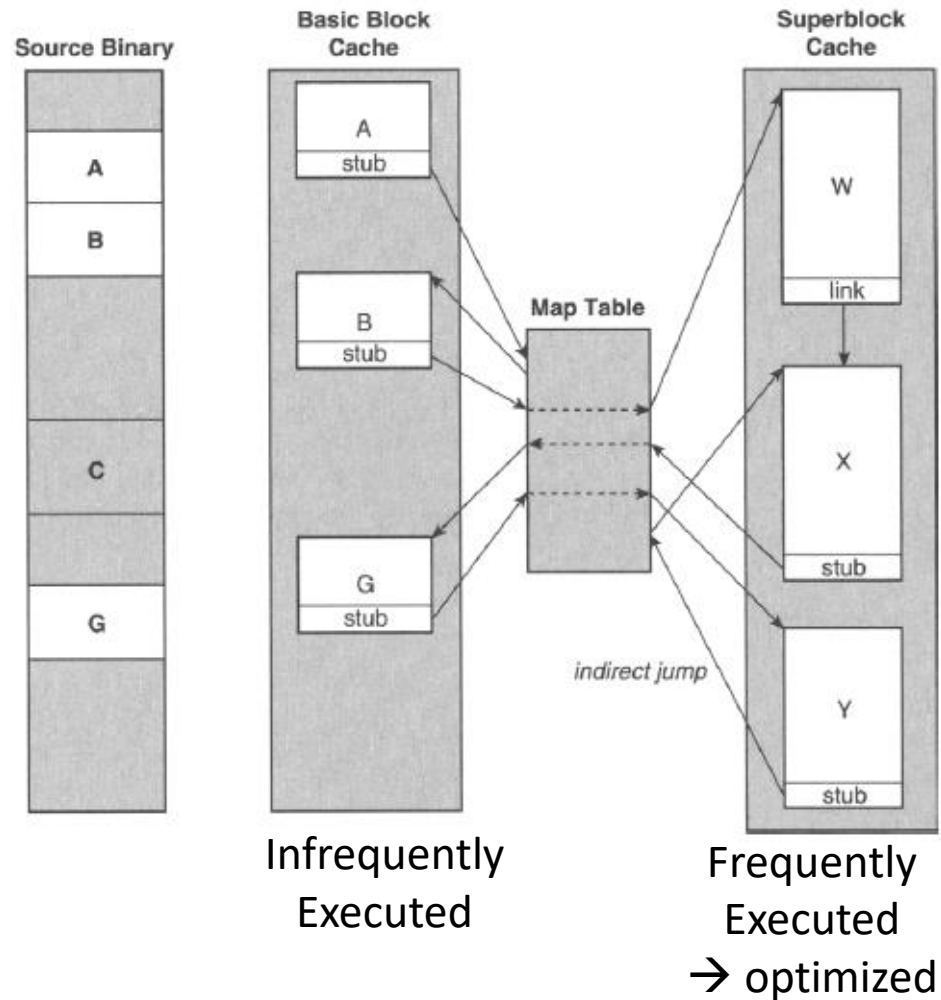 Source Binary
A
B
C
G
Basic Block
Cache
A
stub
B
stub
G
stub
Infrequently
Executed
Map Table
indirect jump
Superblock
Cache
W
link
X
stub
Y
stub
Frequently
Executed
→ optimized